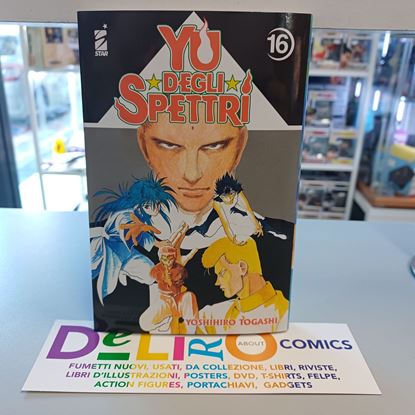 STAR
16
YU
DEGLI
SPETTRI
YOSHIHIRO TOGASHI
DeLIRIO ABOUT COMICS
FUMETTI NUOVI, USATI, DA COLLEZIONE, LIBRI, RIVISTE,
LIBRI D'ILLUSTRAZIONI, POSTERS, DVD, T-SHIRTS, FELPE,
ACTION FIGURES, PORTACHIAVI, GADGETS